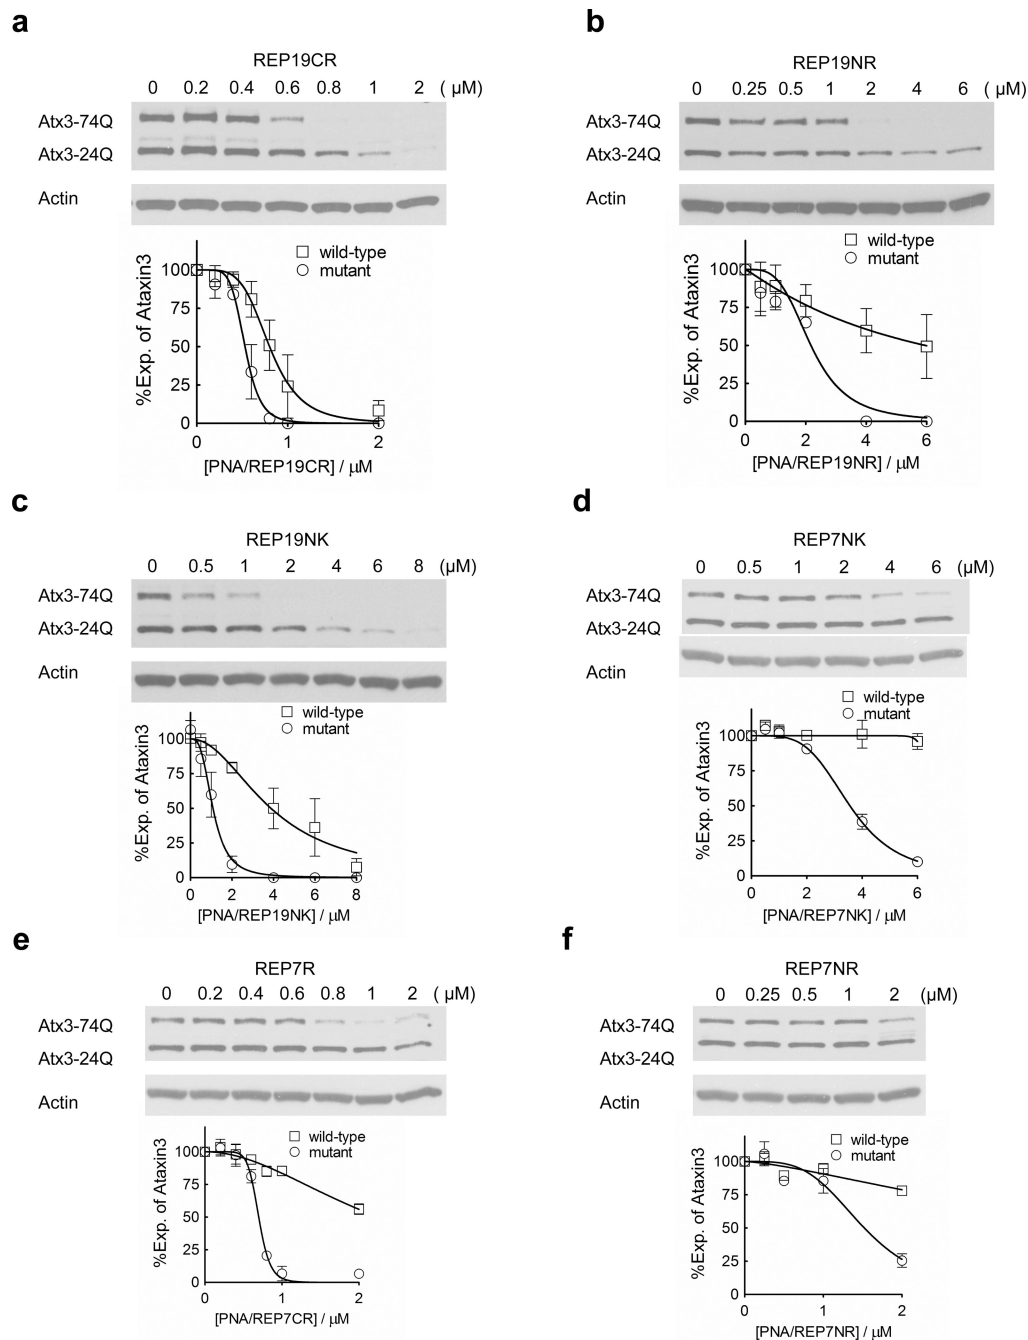 a
REP19CR
0 0.2 0.4 0.6 0.8 1 2 ( μM)
Atx3-74Q
Atx3-24Q
Actin
wild-type
mutant
%Exp. of Ataxin3
100
75
50
25
0
0 1 2
[PNA/REP19CR] / μM
b
REP19NR
0 0.25 0.5 1 2 4 6 ( μM)
Atx3-74Q
Atx3-24Q
Actin
wild-type
mutant
%Exp. of Ataxin3
100
75
50
25
0
0 2 4 6
[PNA/REP19NR] / μM
c
REP19NK
0 0.5 1 2 4 6 8 (μM)
Atx3-74Q
Atx3-24Q
Actin
wild-type
mutant
%Exp. of Ataxin3
100
75
50
25
0
0 2 4 6 8
[PNA/REP19NK] / μM
d
REP7NK
0 0.5 1 2 4 6 (μM)
Atx3-74Q
Atx3-24Q
Actin
wild-type
mutant
%Exp. of Ataxin3
100
75
50
25
0
0 2 4 6
[PNA/REP7NK] / μM
e
REP7R
0 0.2 0.4 0.6 0.8 1 2 ( μM)
Atx3-74Q
Atx3-24Q
Actin
wild-type
mutant
%Exp. of Ataxin3
100
75
50
25
0
0 1 2
[PNA/REP7CR] / μM
f
REP7NR
0 0.25 0.5 1 2 (μM)
Atx3-74Q
Atx3-24Q
Actin
wild-type
mutant
%Exp. of Ataxin3
100
75
50
25
0
0 1 2
[PNA/REP7NR] / μM